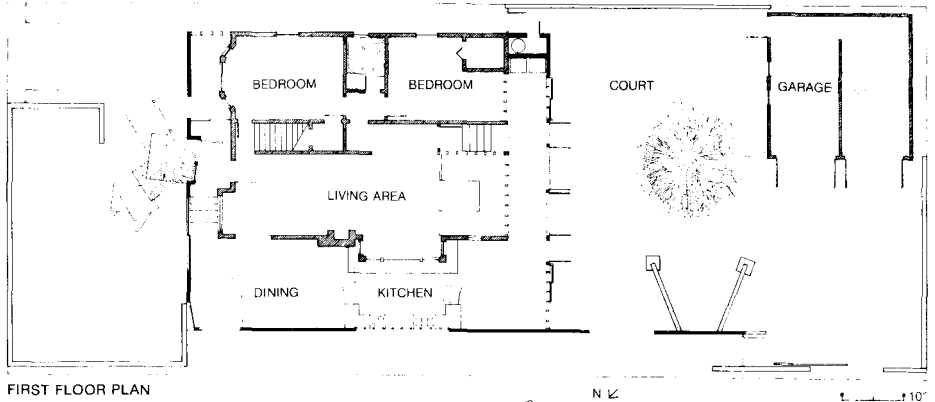 BEDROOM
BEDROOM
COURT
GARAGE
LIVING AREA
DINING
KITCHEN
FIRST FLOOR PLAN
N
10'